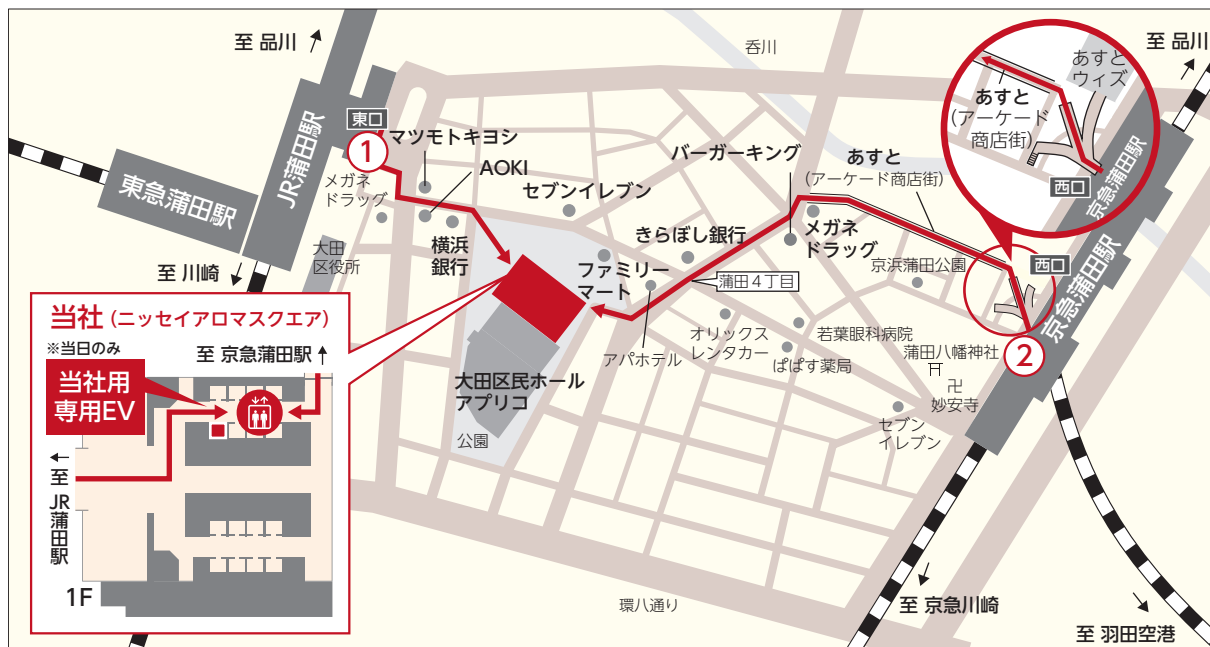 至 品川
呑川
至 品川
あすと
ウィズ
あすと
(アーケード
商店街)
西口
京急蒲田駅
東口
1
マツモトキヨシ
AOKI
JR蒲田駅
東急蒲田駅
メガネ
ドラッグ
セブンイレブン
バーガーキング
あすと
(アーケード商店街)
大田
区役所
横浜
銀行
きらぼし銀行
メガネ
ドラッグ
京浜蒲田公園
西口
京急蒲田駅
至 川崎
ファミリー
マート
蒲田4丁目
アパホテル
オリックス
レンタカー
若葉眼科病院
ぱぱす薬局
蒲田八幡神社
2
卍
妙安寺
セブン
イレブン
大田区民ホール
アプリコ
公園
当社 (ニッセイアロマスクエア)
※当日のみ
至 京急蒲田駅
当社用
専用EV
至
JR蒲田駅
1F
環八通り
至 京急川崎
至 羽田空港